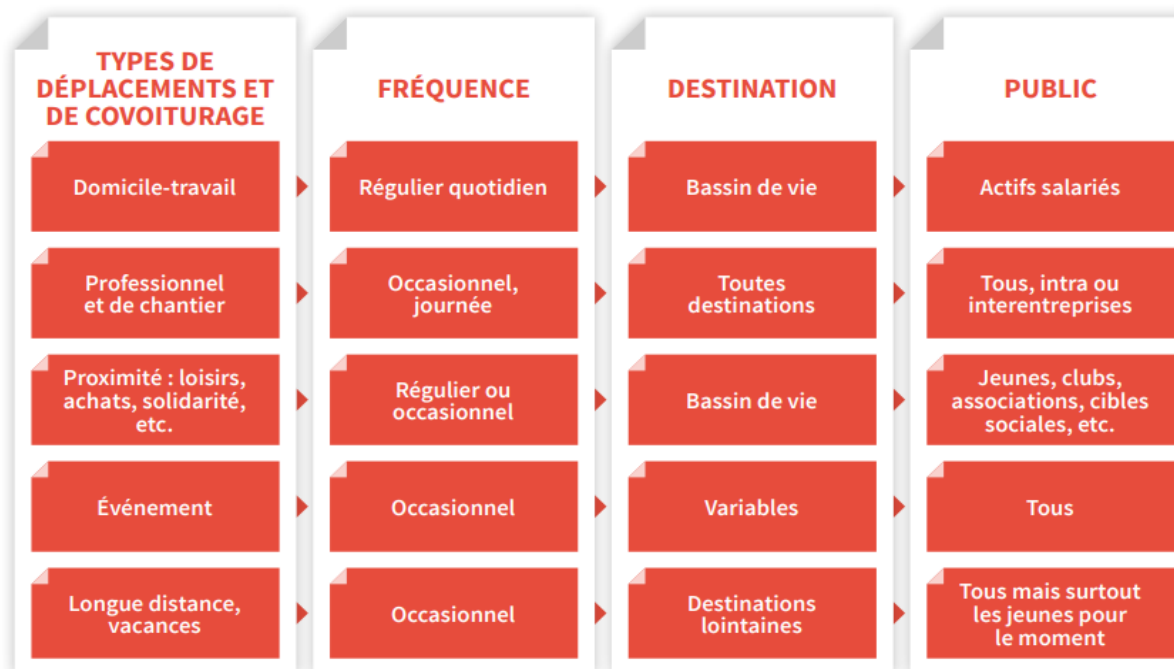 TYPES DE
DÉPLACEMENTS ET
DE COVOITURAGE
FRÉQUENCE
DESTINATION
PUBLIC
Domicile-travail
Régulier quotidien
Bassin de vie
Actifs salariés
Professionnel
et de chantier
Occasionnel,
journée
Toutes
destinations
Tous, intra ou
interentreprises
Proximité : loisirs,
achats, solidarité,
etc.
Régulier ou
occasionnel
Bassin de vie
Jeunes, clubs,
associations, cibles
sociales, etc.
Événement
Occasionnel
Variables
Tous
Longue distance,
vacances
Occasionnel
Destinations
lointaines
Tous mais surtout
les jeunes pour
le moment